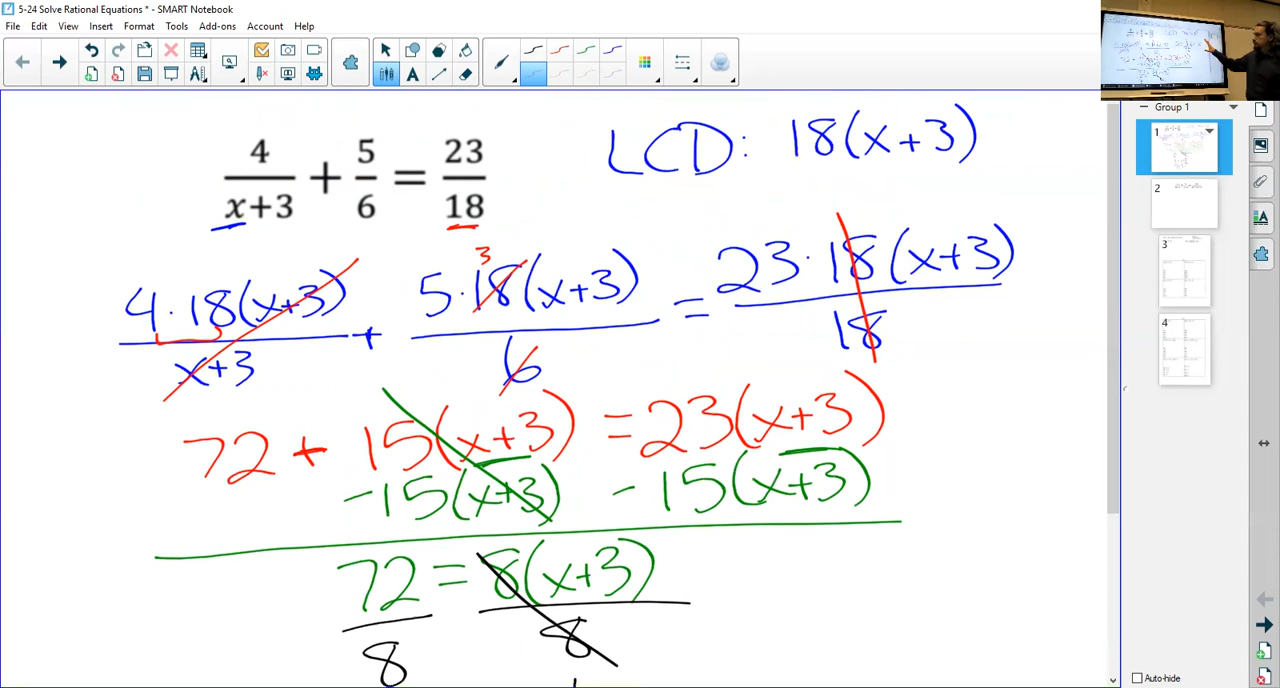 5-24 Solve Rational Equations * - SMART Notebook
File Edit View Insert Format Tools Add-ons Account Help
Group 1
4/x+3 + 5/6 = 23/18
LCD: 18(x+3)
4·18(x+3)/x+3 + 5·18(x+3)/6 = 23·18(x+3)/18
3
72 + 15(x+3) = 23(x+3)
-15(x+3) -15(x+3)
72 = 8(x+3)
8 8
1
2
3
4
Auto-hide